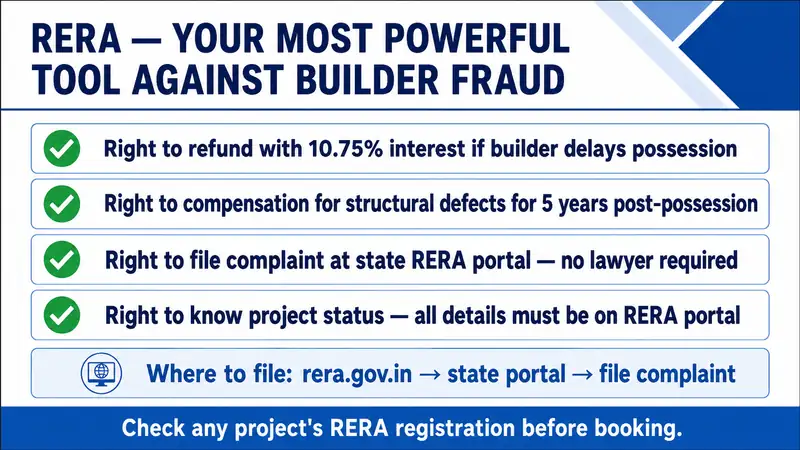 RERA — YOUR MOST POWERFUL
TOOL AGAINST BUILDER FRAUD
Right to refund with 10.75% interest if builder delays possession
Right to compensation for structural defects for 5 years post-possession
Right to file complaint at state RERA portal — no lawyer required
Right to know project status — all details must be on RERA portal
Where to file: rera.gov.in → state portal → file complaint
Check any project's RERA registration before booking.